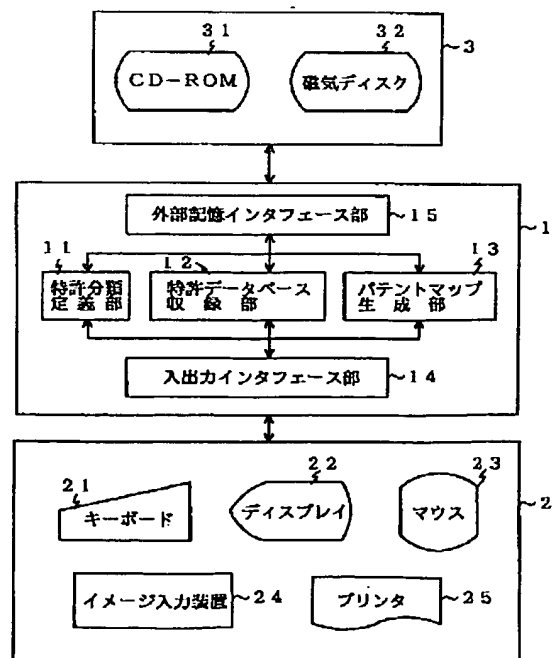 31
32
CD-ROM
磁気ディスク
3
外部記憶インタフェース部
15
1
11
12
13
特許分類
定義部
特許データベース
収録部
パテントマップ
生成部
入出力インタフェース部
14
21
22
23
キーボード
ディスプレイ
マウス
2
イメージ入力装置
24
プリンタ
25